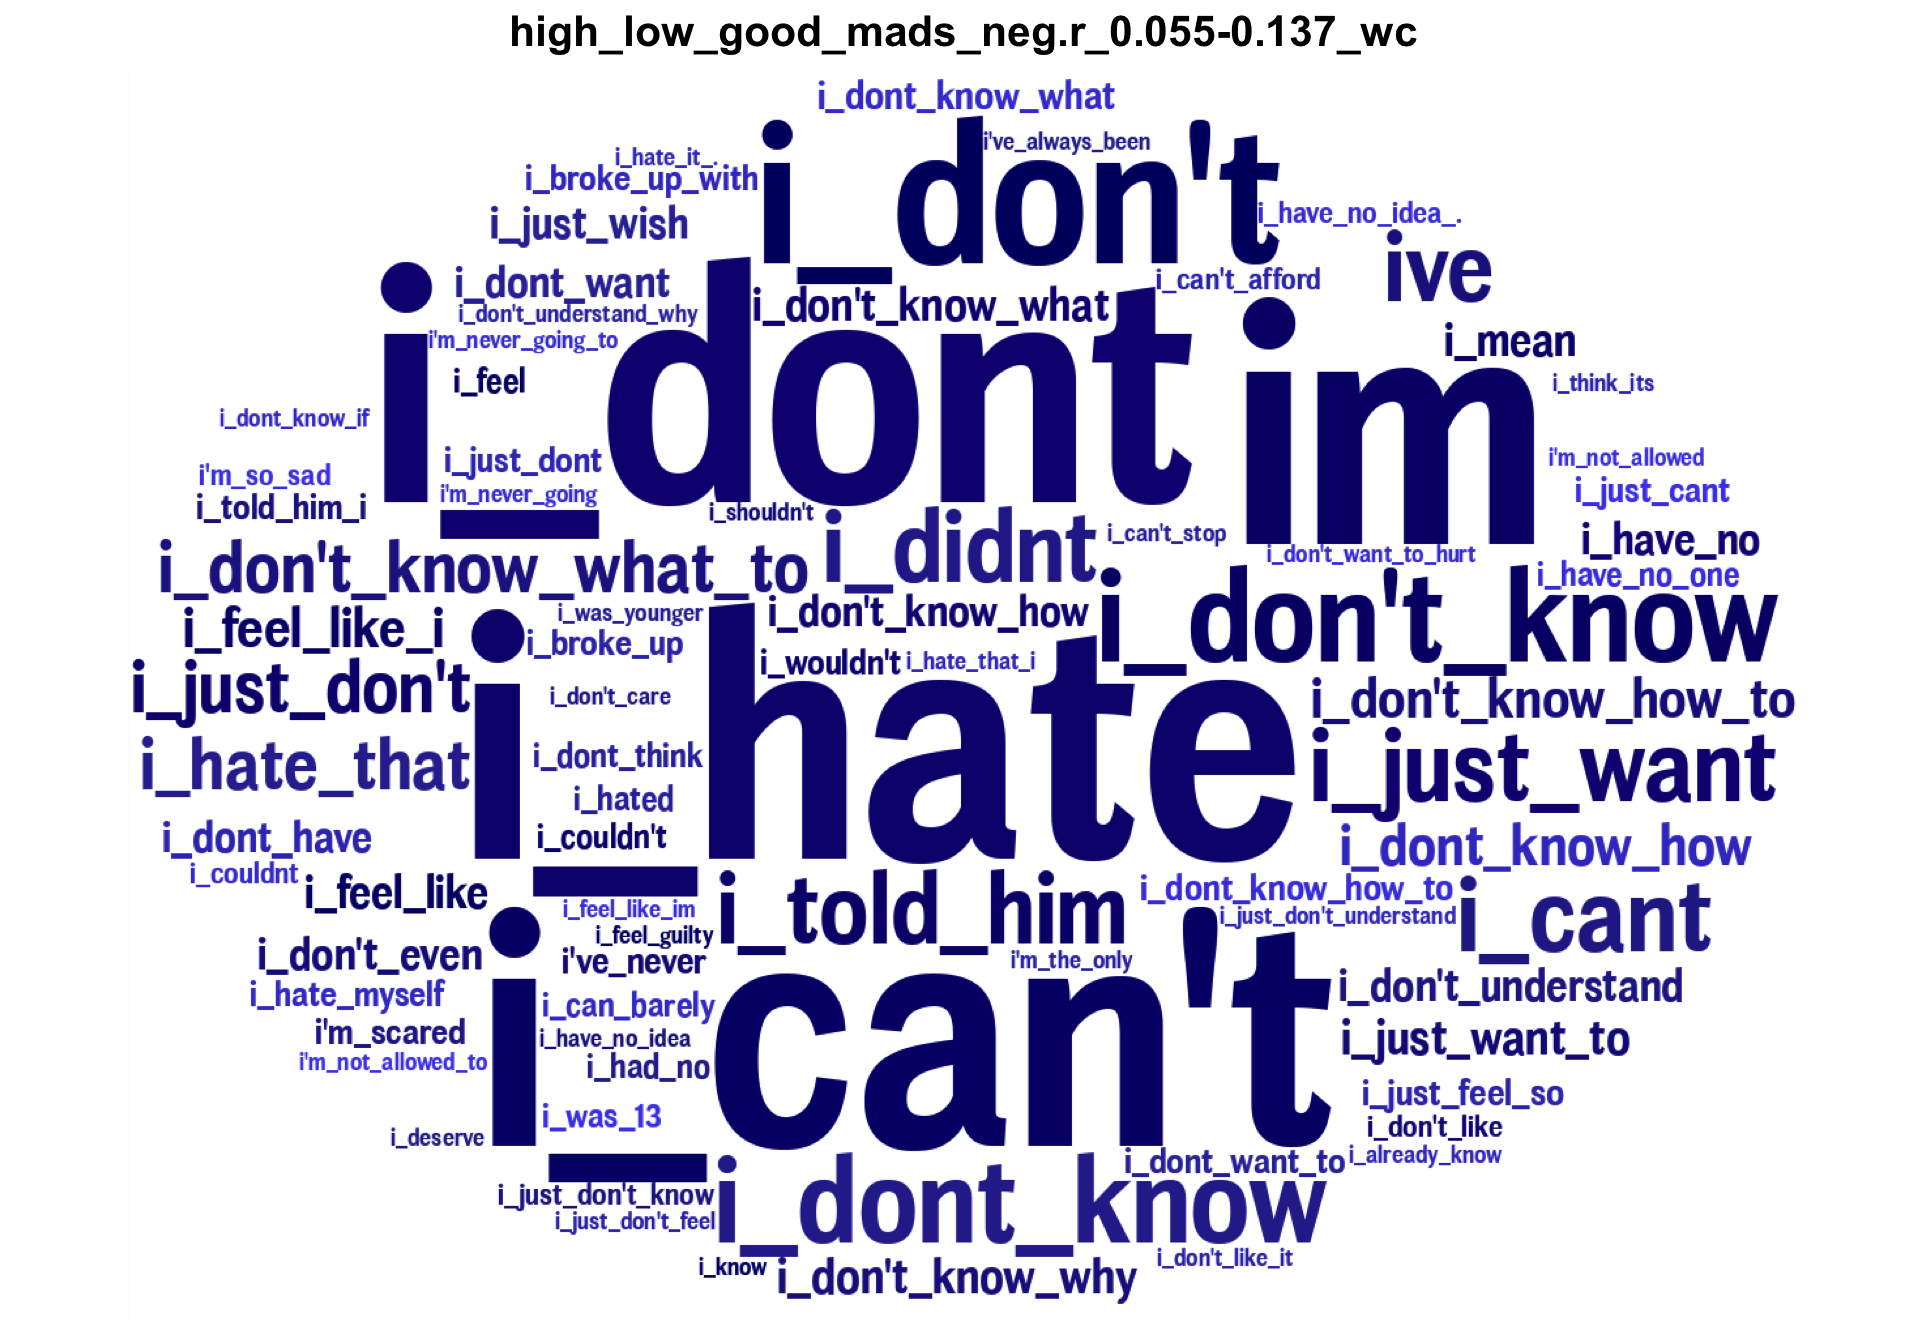 high_low_good_mads_neg.r_0.055-0.137_wc
i_dont_know_what
i_don't
i've_always_been
i_hate_it_.
i_broke_up_with
i_just_wish
i_have_no_idea_.
ive
i_dont_want
i_can't_afford
i_don't_know_what
i_don't_understand_why
i'm_never_going_to
i_dont
im
i_mean
i_feel
i_think_its
i_dont_know_if
i_just_dont
i'm_not_allowed
i'm_so_sad
i'm_never_going
i_just_cant
i_told_him_i
i_shouldn't
i_didnt
i_can't_stop
i_have_no
i_don't_know_what_to
i_don't_want_to_hurt
i_have_no_one
i_was_younger
i_don't_know_how
i_don't_know
i_feel_like_i
i_broke_up
i_wouldn't
i_hate_that_i
i_just_don't
i_don't_care
i_hate
i_don't_know_how_to
i_hate_that
i_dont_think
i_just_want
i_hated
i_dont_have
i_couldn't
i_dont_know_how
i_couldnt
i_feel_like
i_feel_like_im
i_told_him
i_dont_know_how_to
i_just_don't_understand
i_cant
i_feel_guilty
i_don't_even
i've_never
i'm_the_only
i_hate_myself
i_can_barely
i_can't
i_don't_understand
i'm_scared
i_have_no_idea
i_just_want_to
i'm_not_allowed_to
i_had_no
i_just_feel_so
i_was_13
i_don't_like
i_deserve
i_dont_want_to
i_already_know
i_just_don't_know
i_dont_know
i_just_don't_feel
i_know
i_don't_know_why
i_don't_like_it